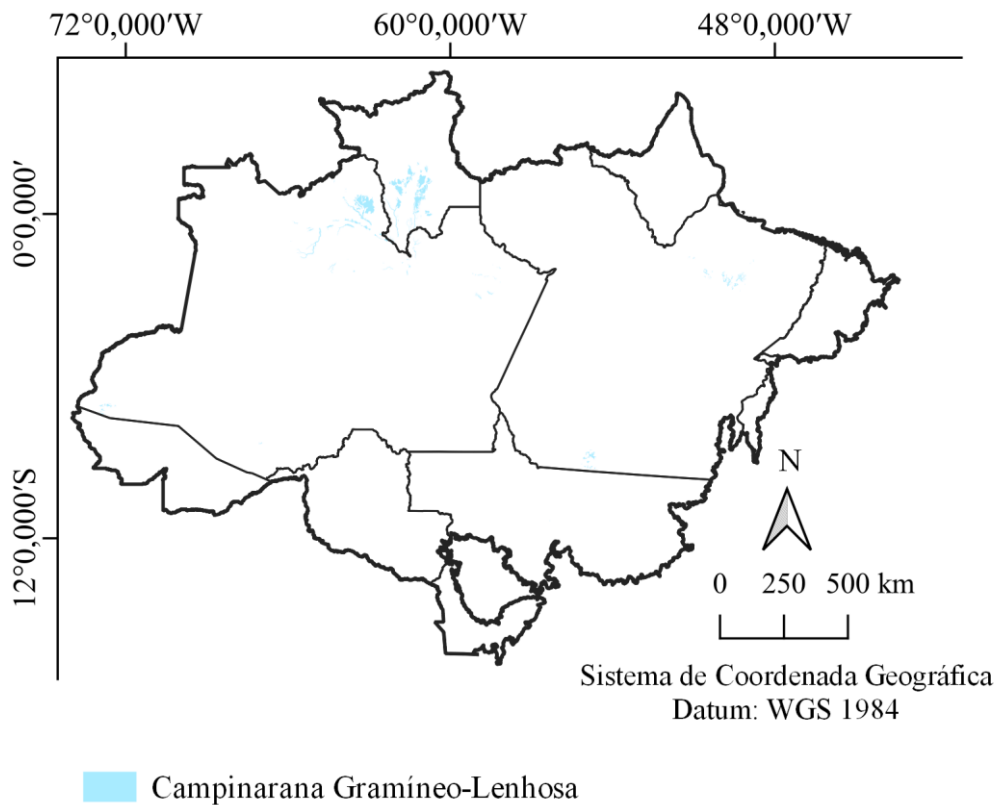 72°0,000′W 60°0,000′W 48°0,000′W
0°0,000′
12°0,000′S
N
0 250 500 km
Sistema de Coordenada Geográfica
Datum: WGS 1984
Campinarana Gramíneo-Lenhosa